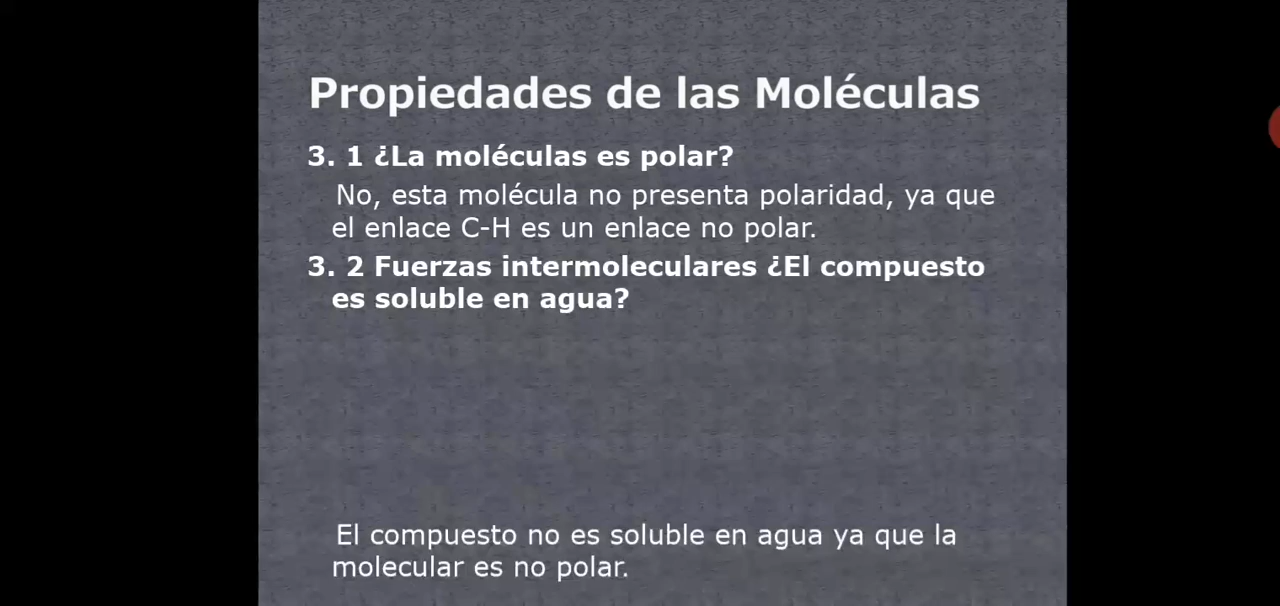 Propiedades de las Moléculas
3. 1 ¿La moléculas es polar?
No, esta molécula no presenta polaridad, ya que
el enlace C-H es un enlace no polar.
3. 2 Fuerzas intermoleculares ¿El compuesto
es soluble en agua?
El compuesto no es soluble en agua ya que la
molecular es no polar.